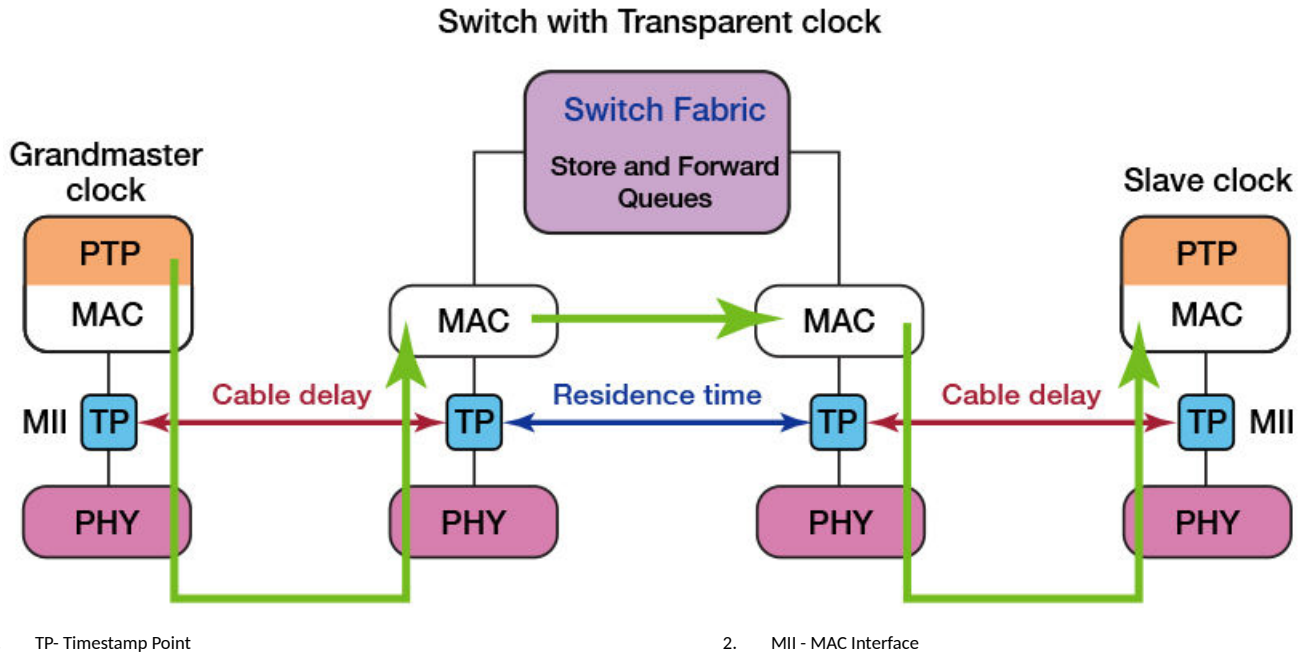 Switch with Transparent clock
Switch Fabric
Store and Forward
Queues
Grandmaster
clock
PTP
MAC
Slave clock
PTP
MAC
MAC
MAC
Cable delay
Residence time
Cable delay
MII
TP
TP
TP
TP
MII
PHY
PHY
PHY
PHY
TP- Timestamp Point
2. MII - MAC Interface